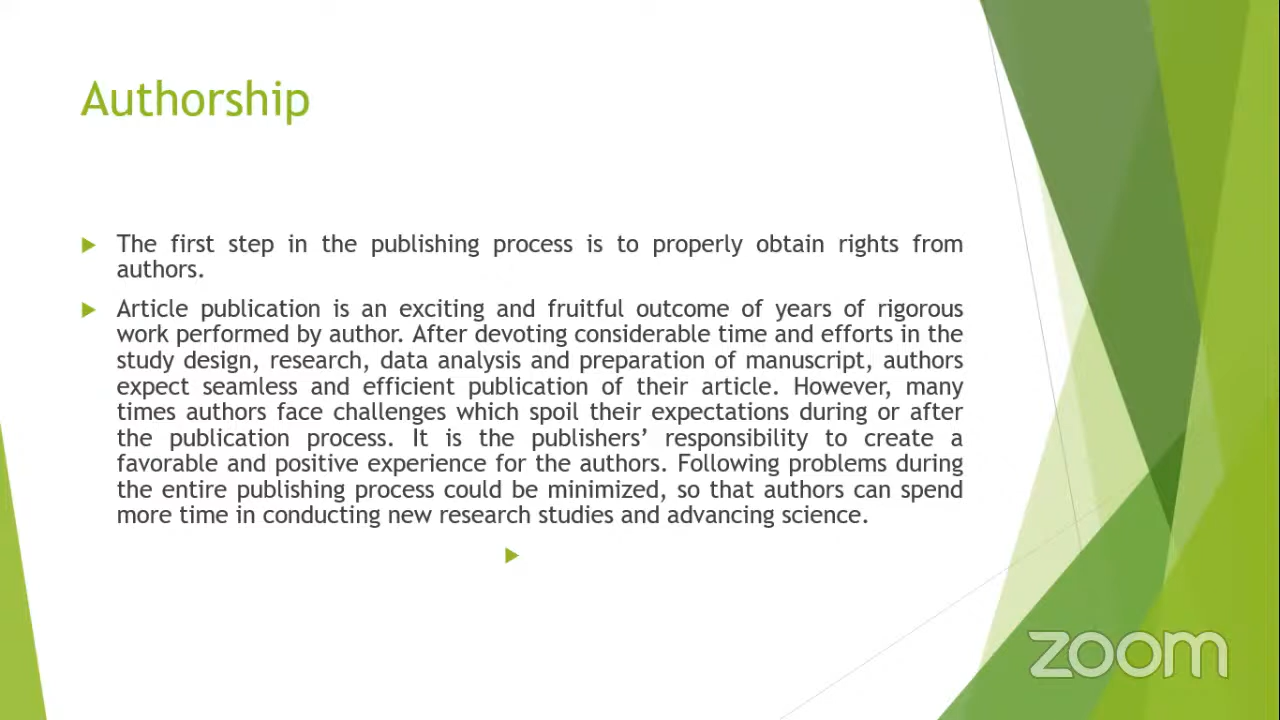 Authorship
The first step in the publishing process is to properly obtain rights from
authors.
Article publication is an exciting and fruitful outcome of years of rigorous
work performed by author. After devoting considerable time and efforts in the
study design, research, data analysis and preparation of manuscript, authors
expect seamless and efficient publication of their article. However, many
times authors face challenges which spoil their expectations during or after
the publication process. It is the publishers’ responsibility to create a
favorable and positive experience for the authors. Following problems during
the entire publishing process could be minimized, so that authors can spend
more time in conducting new research studies and advancing science.
zoom